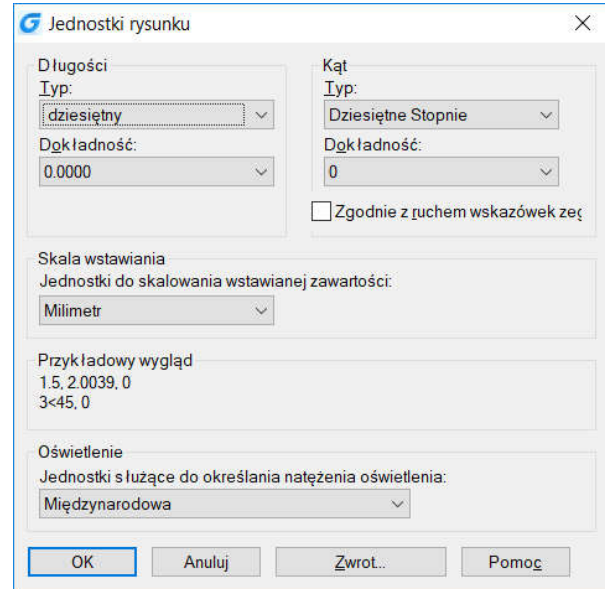 Jednostki rysunku
Długości
Typ:
dziesiętny
Dokładność:
0.0000
Kąt
Typ:
Dziesiętne Stopnie
Dokładność:
0
Zgodnie z ruchem wskazówek zeg
Skala wstawiania
Jednostki do skalowania wstawianej zawartości:
Milimetr
Przykładowy wygląd
1.5, 2.0039, 0
3<45, 0
Oświetlenie
Jednostki służące do określania natężenia oświetlenia:
Międzynarodowa
OK Anuluj Zwrot... Pomoc